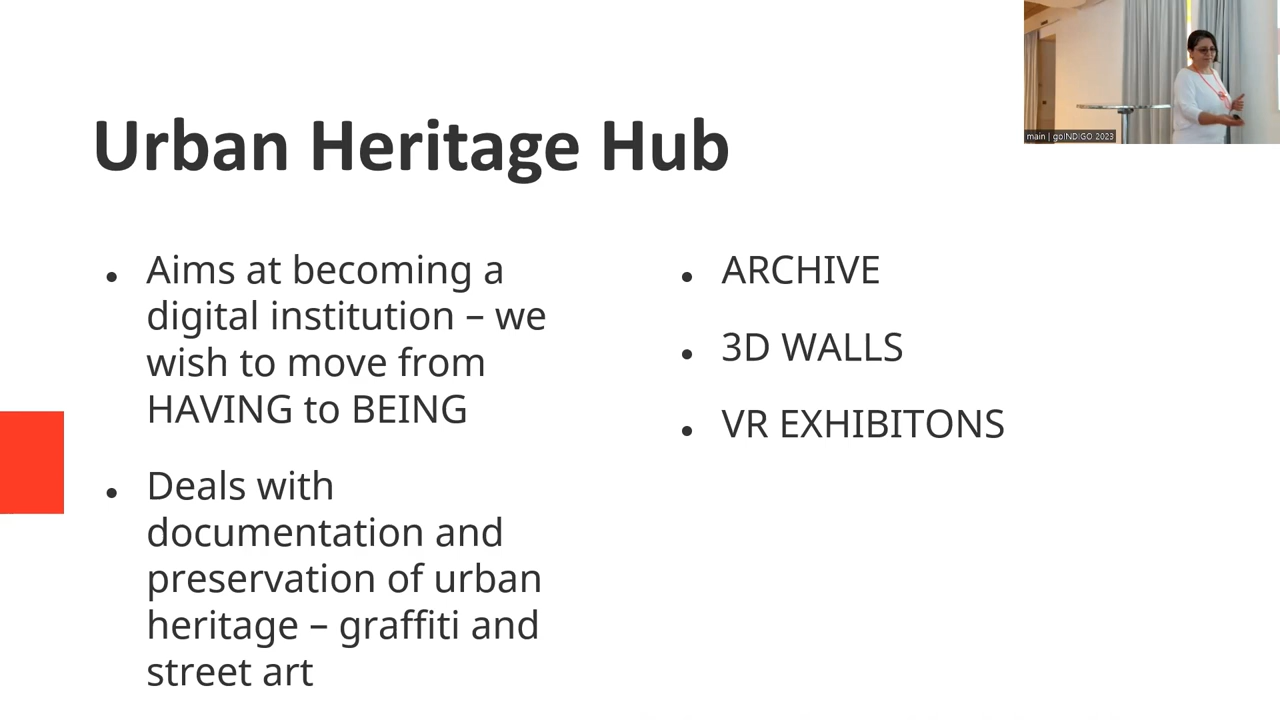 main | goINDIGO 2023
Urban Heritage Hub
Aims at becoming a
digital institution – we
wish to move from
HAVING to BEING
Deals with
documentation and
preservation of urban
heritage – graffiti and
street art
ARCHIVE
3D WALLS
VR EXHIBITONS